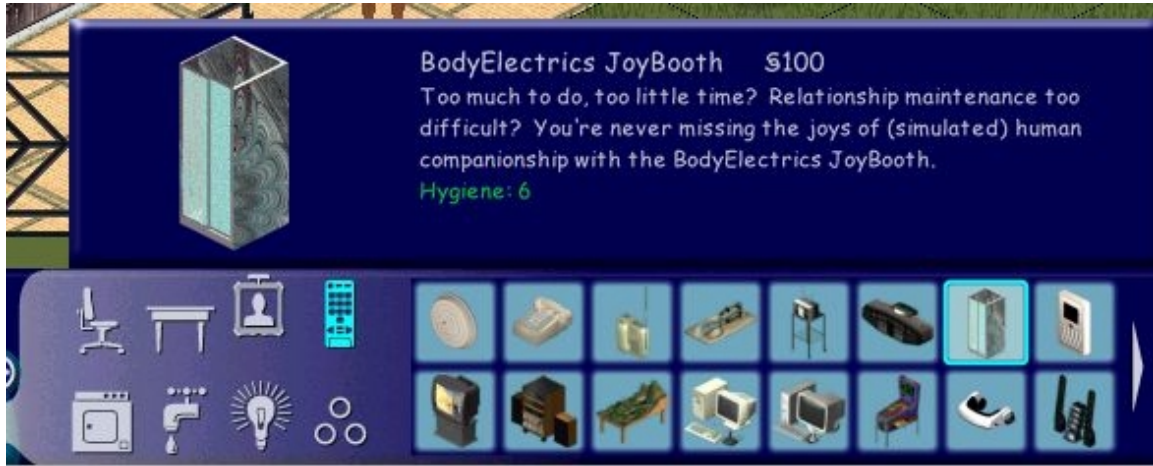 BodyElectrics JoyBooth §100
Too much to do, too little time? Relationship maintenance too
difficult? You're never missing the joys of (simulated) human
companionship with the BodyElectrics JoyBooth.
Hygiene: 6